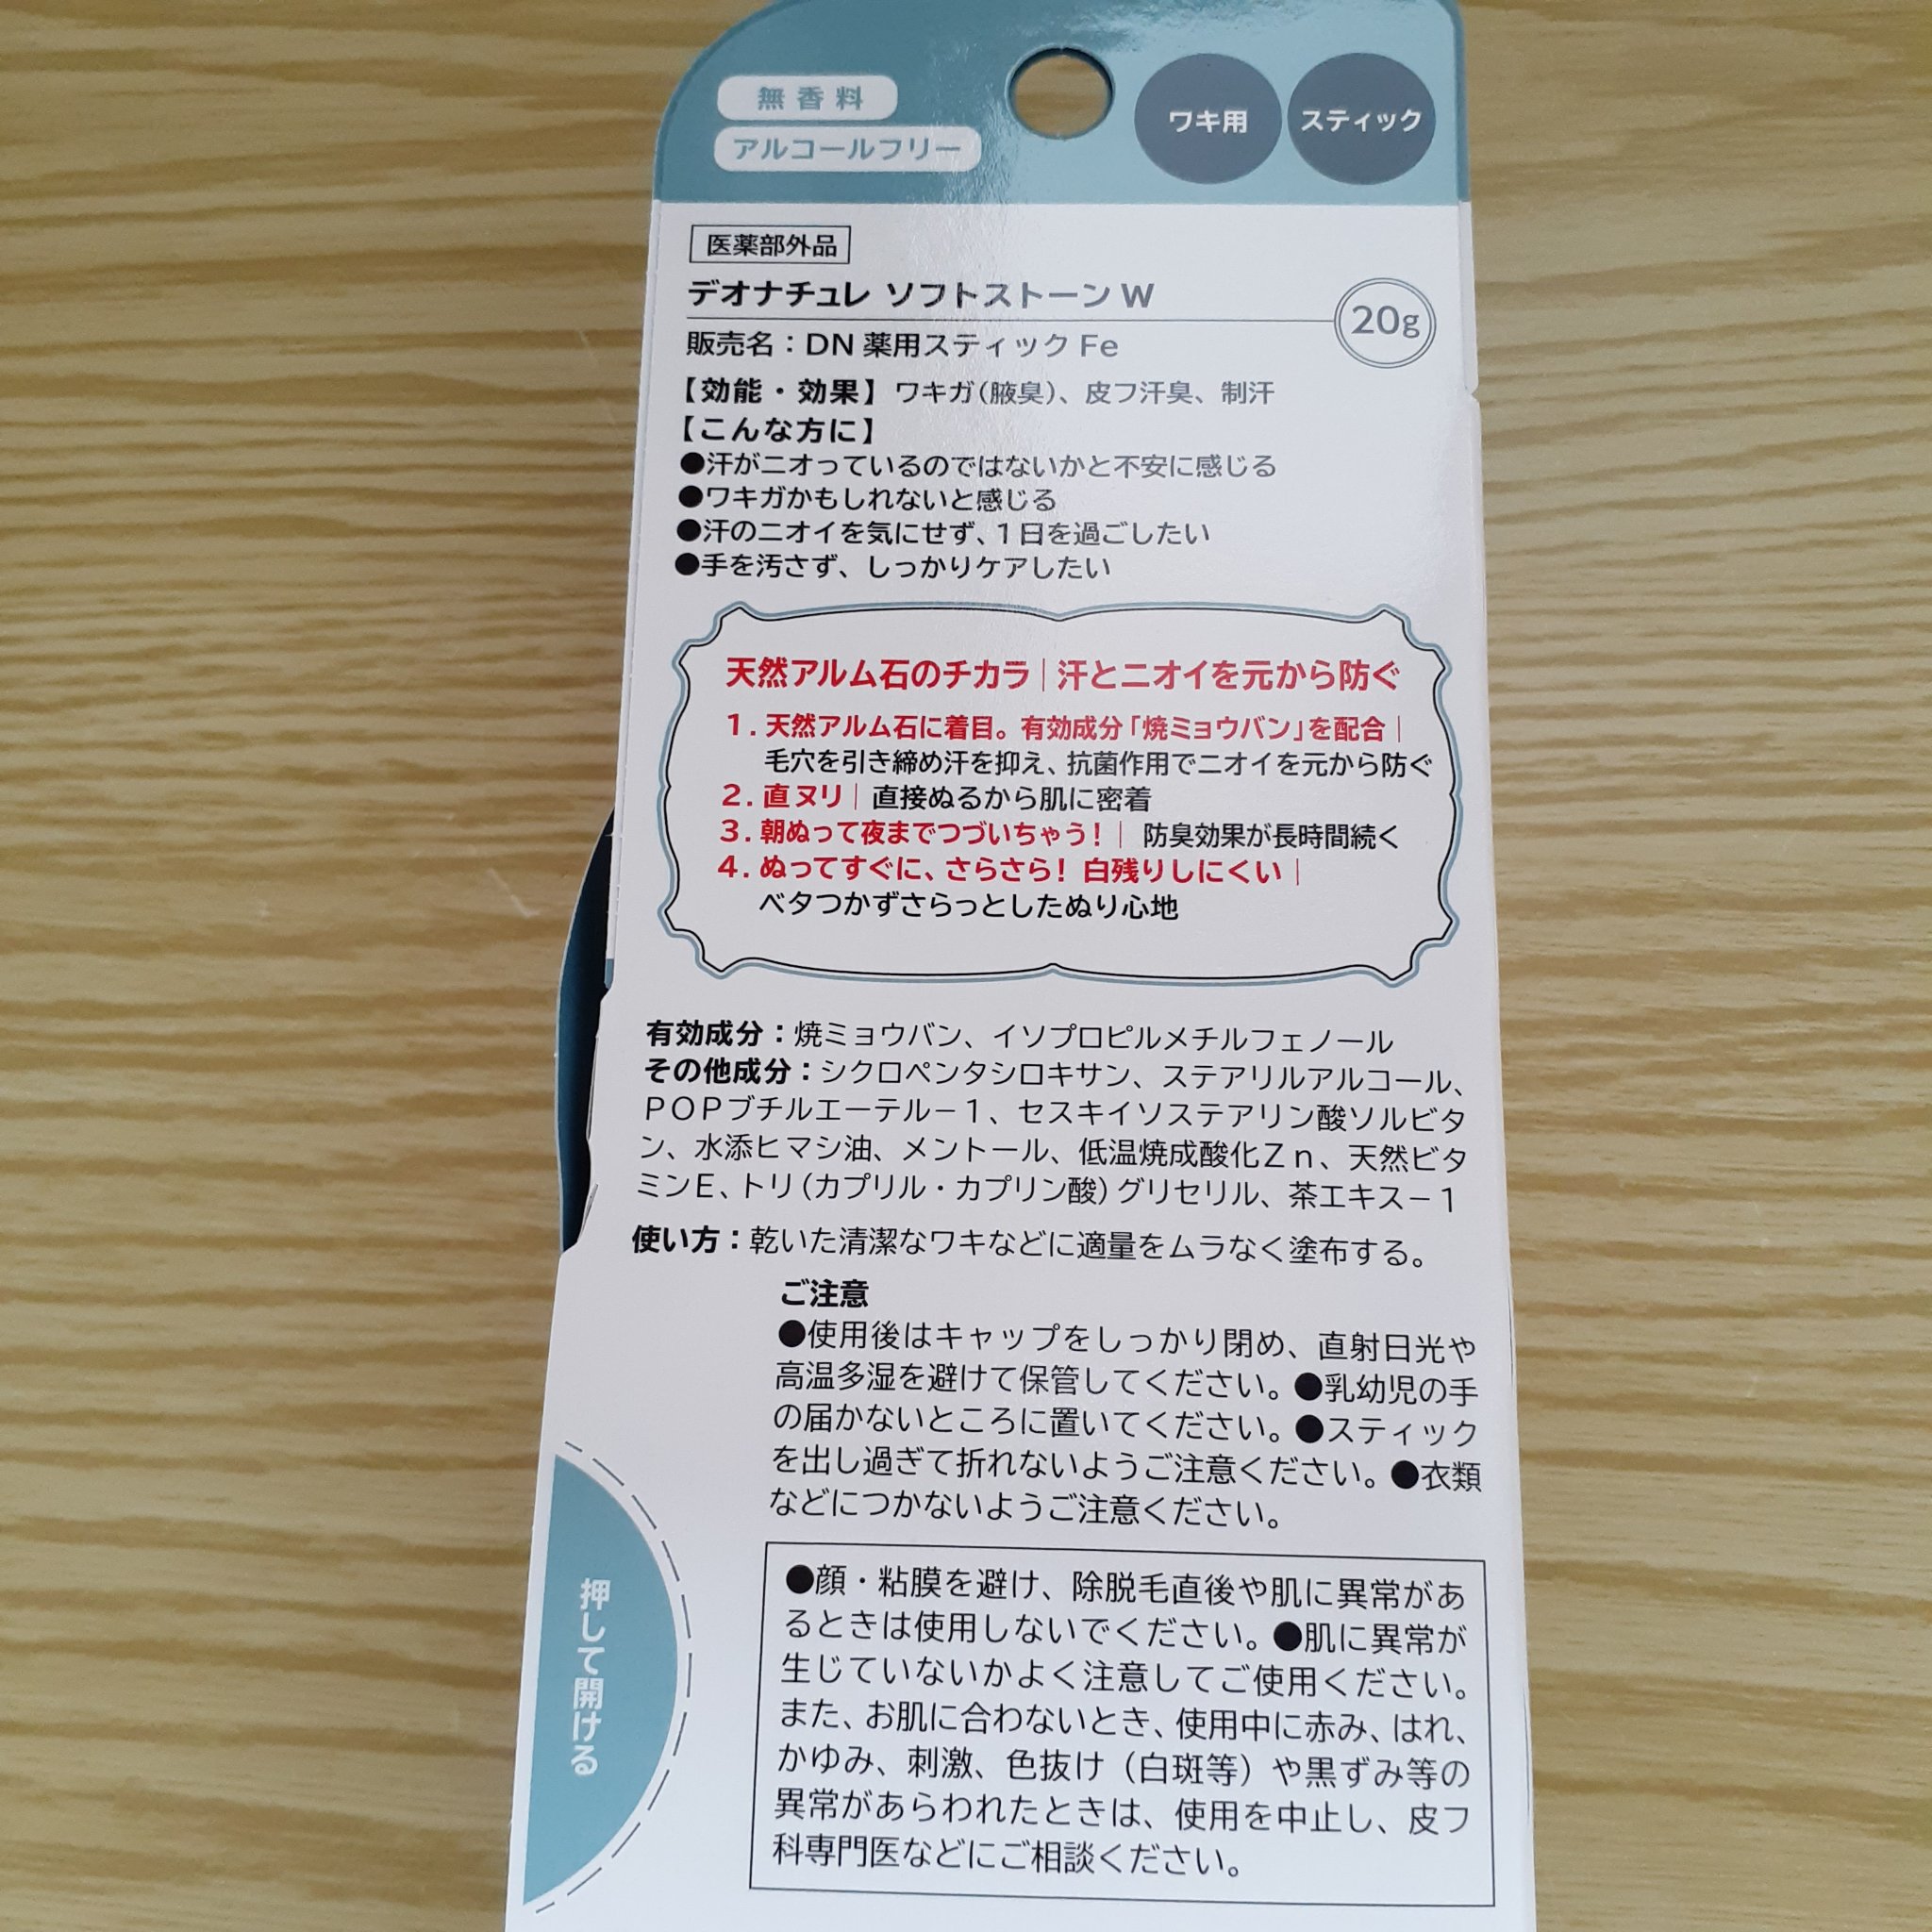 無香料
アルコールフリー
ワキ用
スティック
医薬部外品
デオナチュレ ソフトストーンW
20g
販売名：DN 薬用スティック Fe
【効能・効果】ワキガ(腋臭)、皮フ汗臭、制汗
【こんな方に】
●汗がニオっているのではないかと不安に感じる
●ワキガかもしれないと感じる
●汗のニオイを気にせず、1日を過ごしたい
●手を汚さず、しっかりケアしたい
天然アルム石のチカラ｜汗とニオイを元から防ぐ
1. 天然アルム石に着目。有効成分「焼ミョウバン」を配合｜
毛穴を引き締め汗を抑え、抗菌作用でニオイを元から防ぐ
2. 直ヌリ｜直接ぬるから肌に密着
3. 朝ぬって夜までつづいちゃう!｜防臭効果が長時間続く
4. ぬってすぐに、さらさら! 白残りしにくい｜
ベタつかずさらっとしたぬり心地
有効成分：焼ミョウバン、イソプロピルメチルフェノール
その他成分：シクロペンタシロキサン、ステアリルアルコール、
ＰＯＰブチルエーテル－１、セスキイソステアリン酸ソルビタ
ン、水添ヒマシ油、メントール、低温焼成酸化Ｚｎ、天然ビタ
ミンＥ、トリ（カプリル・カプリン酸）グリセリル、茶エキス－１
使い方：乾いた清潔なワキなどに適量をムラなく塗布する。
ご注意
●使用後はキャップをしっかり閉め、直射日光や
高温多湿を避けて保管してください。●乳幼児の手
の届かないところに置いてください。●スティック
を出し過ぎて折れないようご注意ください。●衣類
などにつかないようご注意ください。
●顔・粘膜を避け、除脱毛直後や肌に異常があ
るときは使用しないでください。●肌に異常が
生じていないかよく注意してご使用ください。
また、お肌に合わないとき、使用中に赤み、はれ、
かゆみ、刺激、色抜け（白斑等）や黒ずみ等の
異常があらわれたときは、使用を中止し、皮フ
科専門医などにご相談ください。
押して開ける